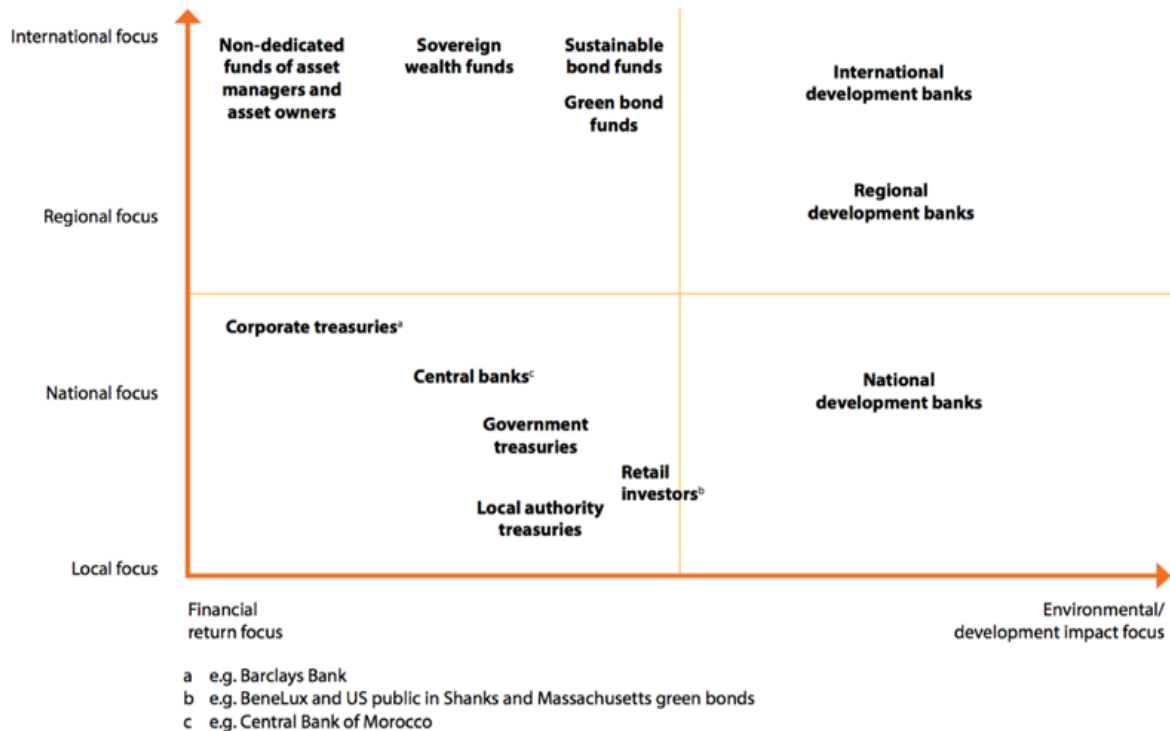 International focus
Non-dedicated
funds of asset
managers and
asset owners
Sovereign
wealth funds
Sustainable
bond funds
Green bond
funds
International
development banks
Regional focus
Regional
development banks
Corporate treasuriesᵃ
National focus
Central banksᶜ
National
development banks
Government
treasuries
Retail
investorsᵇ
Local authority
treasuries
Local focus
Financial
return focus
Environmental/
development impact focus
a e.g. Barclays Bank
b e.g. BeneLux and US public in Shanks and Massachusetts green bonds
c e.g. Central Bank of Morocco